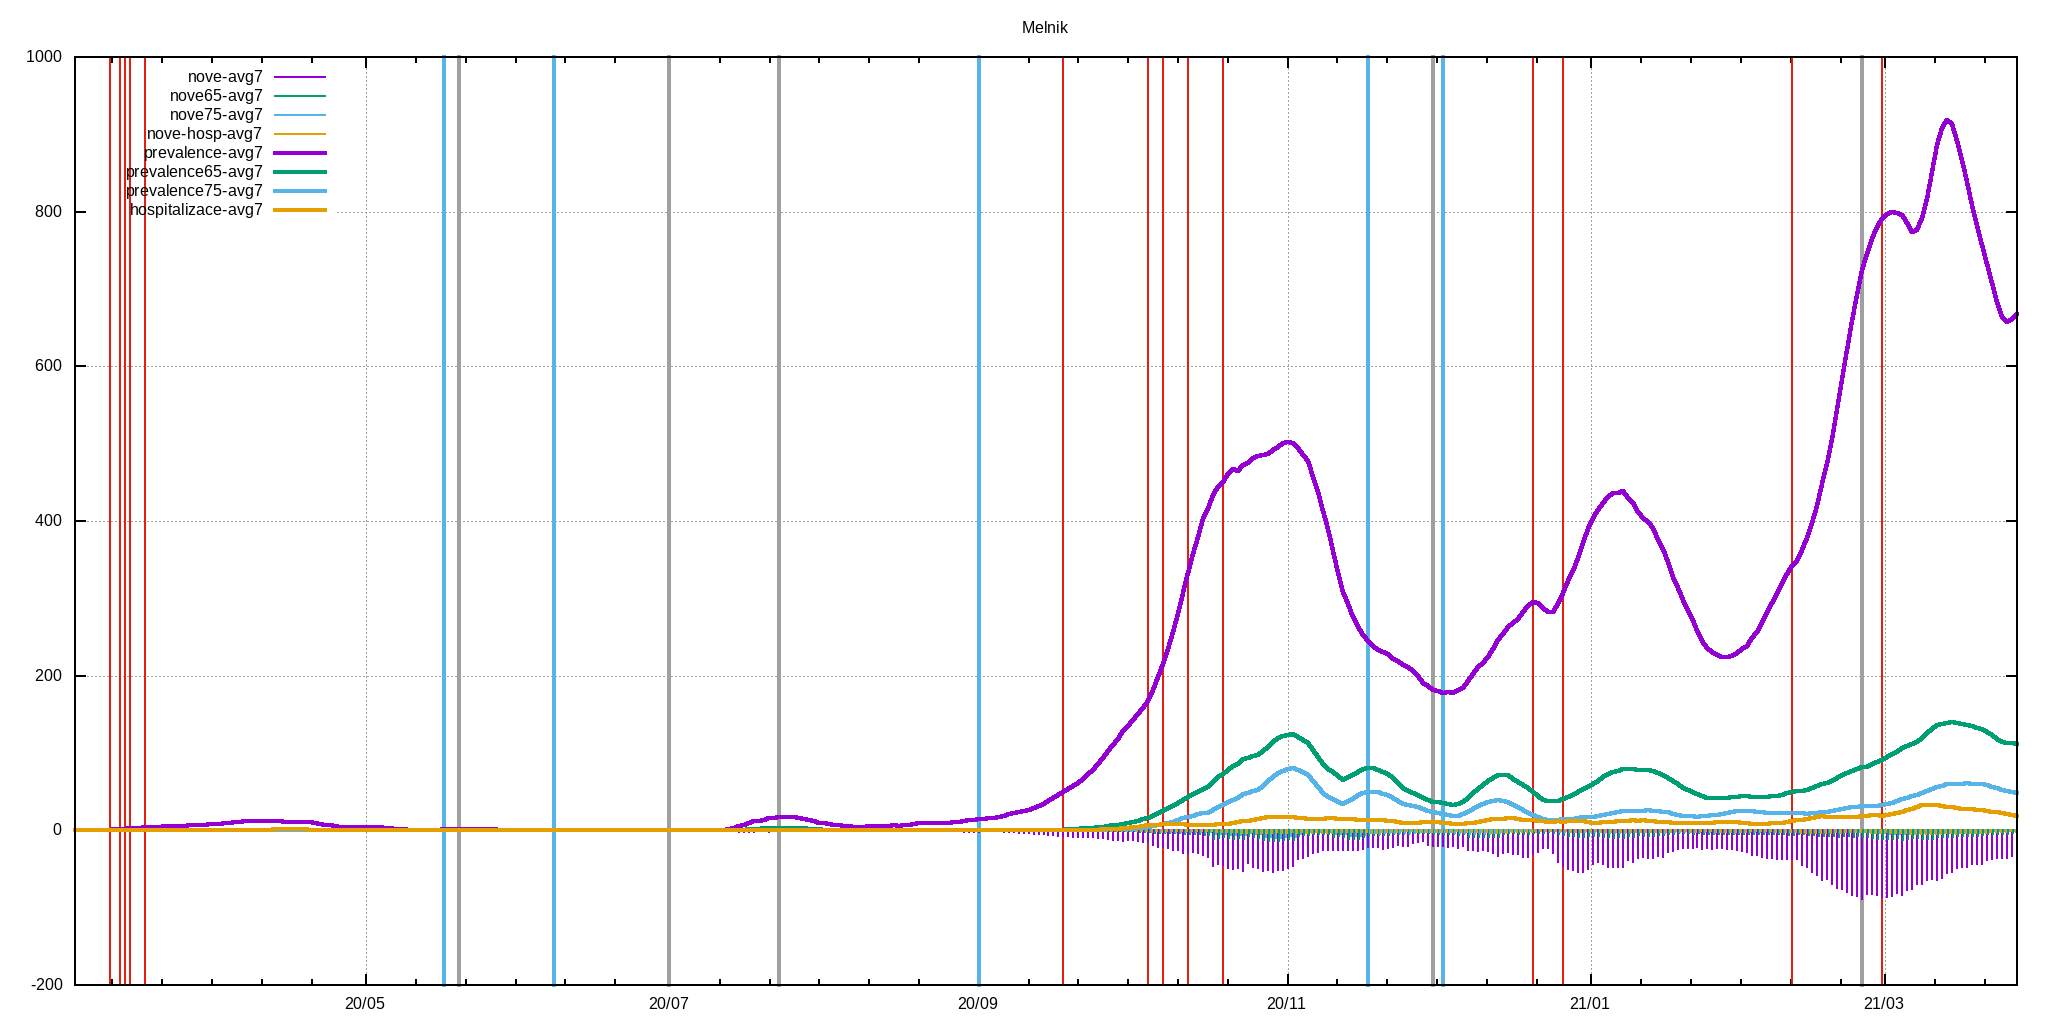 Melnik
1000
800
600
400
200
0
-200
nove-avg7
nove65-avg7
nove75-avg7
nove-hosp-avg7
prevalence-avg7
prevalence65-avg7
prevalence75-avg7
hospitalizace-avg7
20/05
20/07
20/09
20/11
21/01
21/03